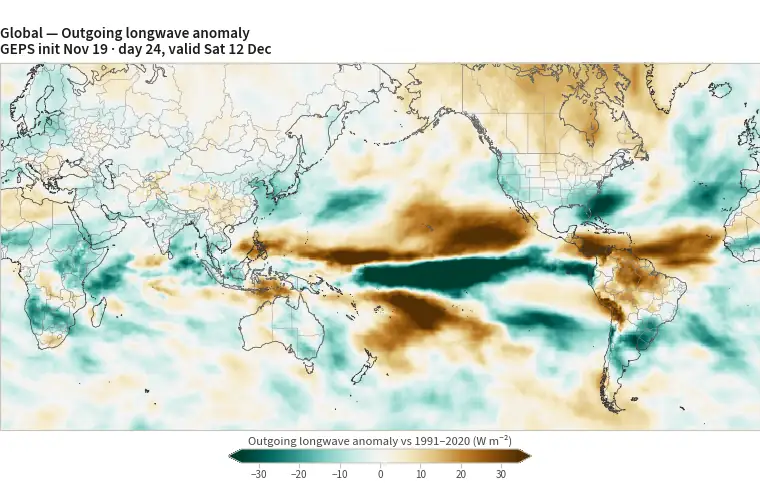 Global — Outgoing longwave anomaly
GEPS init Nov 19 · day 24, valid Sat 12 Dec
Outgoing longwave anomaly vs 1991–2020 (W m⁻²)
−30 −20 −10 0 10 20 30